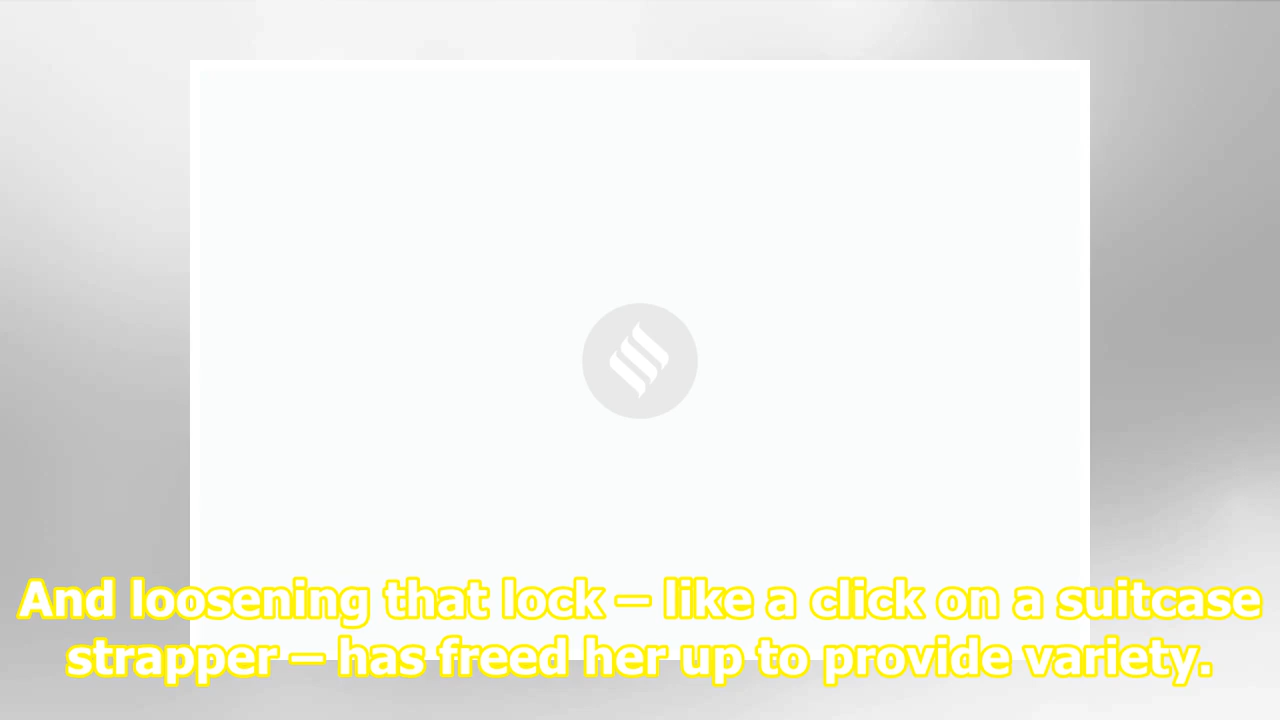 And loosening that lock – like a click on a suitcase
strapper – has freed her up to provide variety.